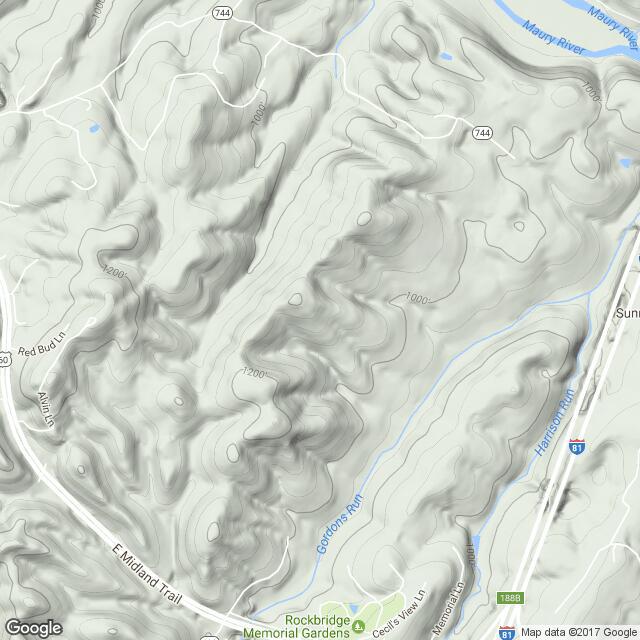 744
Maury River
Maury River
1000'
1000'
1000'
744
1200'
1000'
Sunn
Red Bud Ln
60
1200'
Alvin Ln
Harrison Run
81
Gordons Run
E Midland Trail
1000'
188B
Rockbridge
Memorial Gardens
Cecil's View Ln
Memorial Ln
81
Google
Map data ©2017 Google